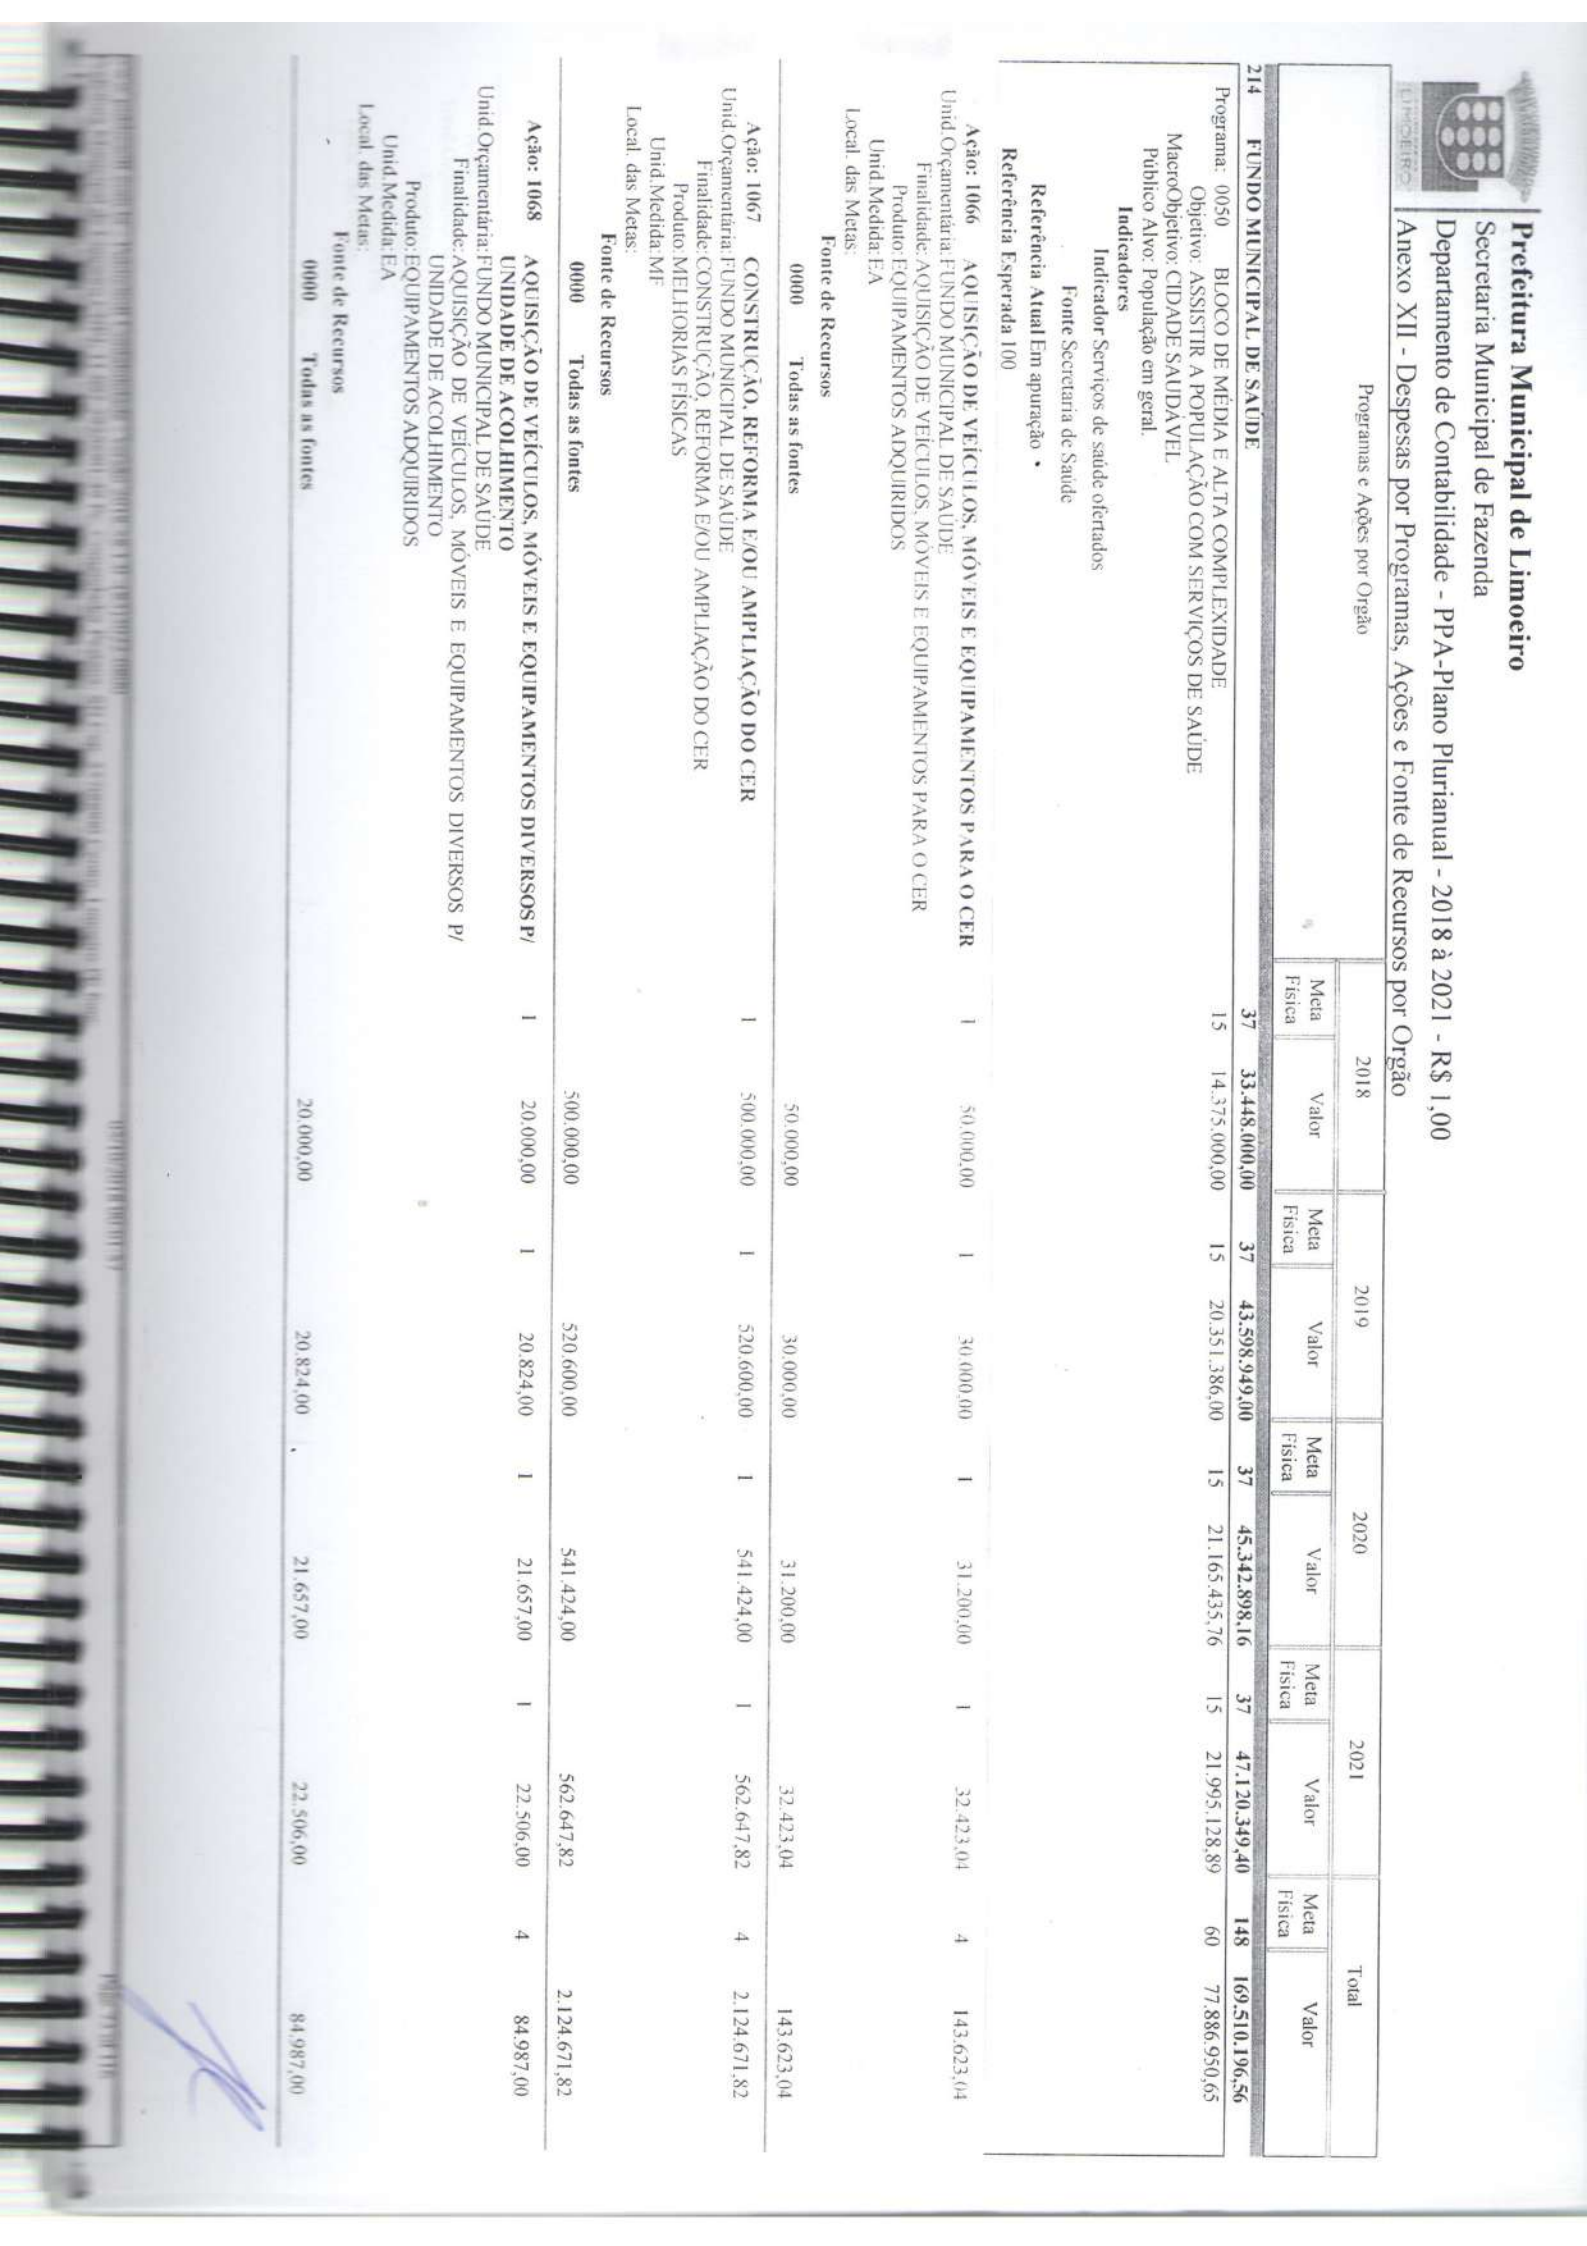 LIMOEIRO
Prefeitura Municipal de Limoeiro
Secretaria Municipal de Fazenda
Departamento de Contabilidade - PPA-Plano Plurianual - 2018 à 2021 - R$ 1,00
Anexo XII - Despesas por Programas, Ações e Fonte de Recursos por Orgão
Programas e Ações por Orgão 2018 2019 2020 2021 Total
Meta Física Valor Meta Física Valor Meta Física Valor Meta Física Valor Meta Física Valor
214 FUNDO MUNICIPAL DE SAÚDE 37 33.448.000,00 37 43.598.949,00 37 45.342.898,16 37 47.120.349,40 148 169.510.196,56
Programa: 0050 BLOCO DE MÉDIA E ALTA COMPLEXIDADE 15 14.375.000,00 15 20.351.386,00 15 21.165.435,76 15 21.995.128,89 60 77.886.950,65
Objetivo: ASSISTIR A POPULAÇÃO COM SERVIÇOS DE SAÚDE
MacroObjetivo: CIDADE SAUDÁVEL
Público Alvo: População em geral.
Indicadores
Indicador Serviços de saúde ofertados
Fonte Secretaria de Saúde
Referência Atual Em apuração
Referência Esperada 100
Ação: 1066 AQUISIÇÃO DE VEÍCULOS, MÓVEIS E EQUIPAMENTOS PARA O CER 1 50.000,00 1 30.000,00 1 31.200,00 1 32.423,04 4 143.623,04
Unid.Orçamentária:FUNDO MUNICIPAL DE SAÚDE
Finalidade:AQUISIÇÃO DE VEÍCULOS, MÓVEIS E EQUIPAMENTOS PARA O CER
Produto:EQUIPAMENTOS ADQUIRIDOS
Unid.Medida:EA
Local. das Metas:
Fonte de Recursos
0000 Todas as fontes 50.000,00 30.000,00 31.200,00 32.423,04 143.623,04
Ação: 1067 CONSTRUÇÃO, REFORMA E/OU AMPLIAÇÃO DO CER 1 500.000,00 1 520.600,00 1 541.424,00 1 562.647,82 4 2.124.671,82
Unid.Orçamentária:FUNDO MUNICIPAL DE SAÚDE
Finalidade:CONSTRUÇÃO, REFORMA E/OU AMPLIAÇÃO DO CER
Produto:MELHORIAS FÍSICAS
Unid.Medida:MF
Local. das Metas:
Fonte de Recursos
0000 Todas as fontes 500.000,00 520.600,00 541.424,00 562.647,82 2.124.671,82
Ação: 1068 AQUISIÇÃO DE VEÍCULOS, MÓVEIS E EQUIPAMENTOS DIVERSOS P/ 1 20.000,00 1 20.824,00 1 21.657,00 1 22.506,00 4 84.987,00
UNIDADE DE ACOLHIMENTO
Unid.Orçamentária:FUNDO MUNICIPAL DE SAÚDE
Finalidade:AQUISIÇÃO DE VEÍCULOS, MÓVEIS E EQUIPAMENTOS DIVERSOS P/
UNIDADE DE ACOLHIMENTO
Produto:EQUIPAMENTOS ADQUIRIDOS
Unid.Medida:EA
Local. das Metas:
Fonte de Recursos
0000 Todas as fontes 20.000,00 20.824,00 21.657,00 22.506,00 84.987,00